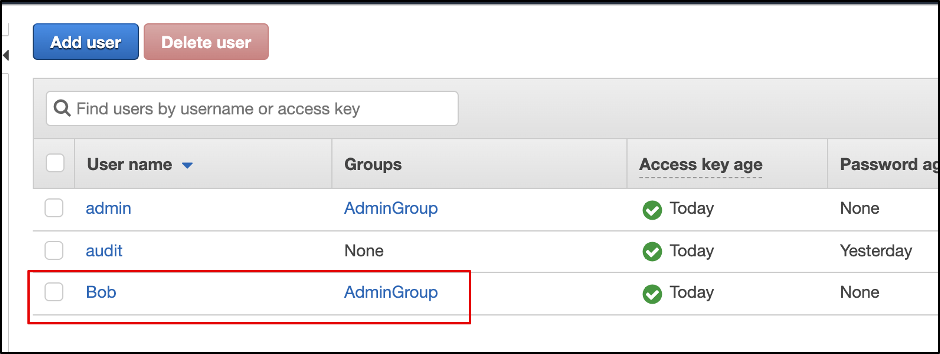 Add user Delete user
Find users by username or access key
User name Groups Access key age Password ag
admin AdminGroup Today None
audit None Today Yesterday
Bob AdminGroup Today None